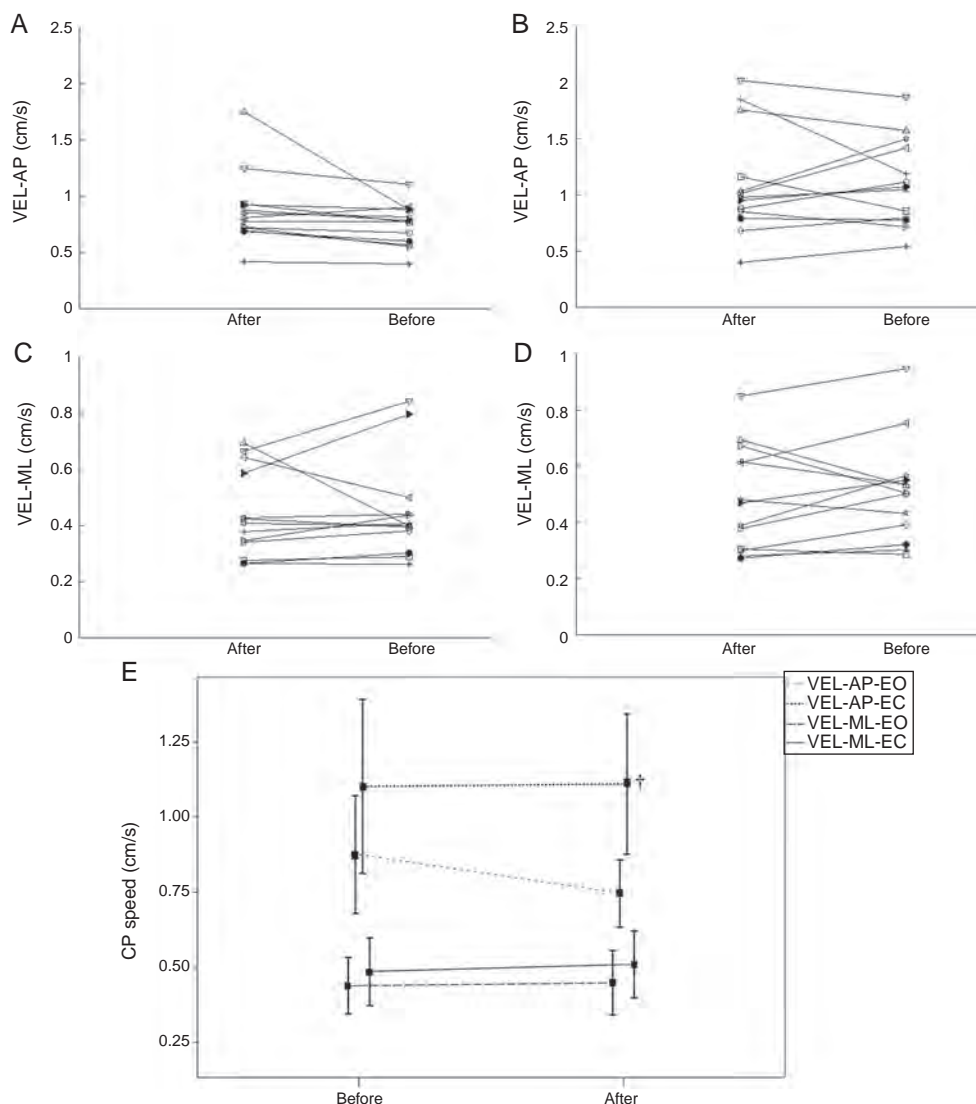 A
2.5
2
1.5
1
0.5
0
VEL-AP (cm/s)
After
Before
B
2.5
2
1.5
1
0.5
0
VEL-AP (cm/s)
After
Before
C
1
0.8
0.6
0.4
0.2
0
VEL-ML (cm/s)
After
Before
D
1
0.8
0.6
0.4
0.2
0
VEL-ML (cm/s)
After
Before
E
1.25
1.00
0.75
0.50
0.25
CP speed (cm/s)
Before
After
†
VEL-AP-EO
VEL-AP-EC
VEL-ML-EO
VEL-ML-EC